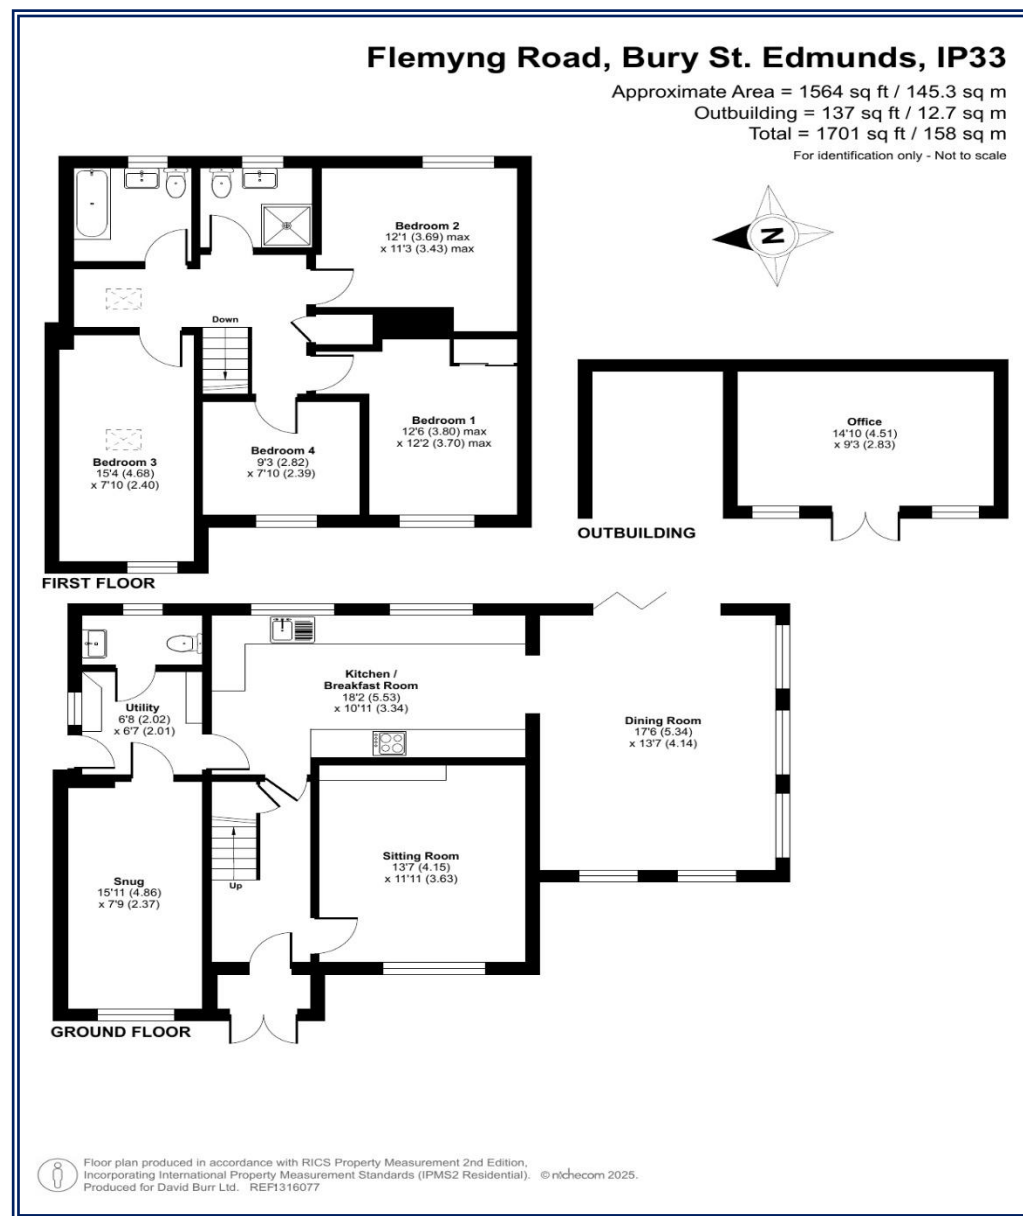 Flemyng Road, Bury St. Edmunds, IP33
Approximate Area = 1564 sq ft / 145.3 sq m
Outbuilding = 137 sq ft / 12.7 sq m
Total = 1701 sq ft / 158 sq m
For identification only - Not to scale
N
Bedroom 2
12'1 (3.69) max
x 11'3 (3.43) max
Down
Bedroom 1
12'6 (3.80) max
x 12'2 (3.70) max
Bedroom 4
9'3 (2.82)
x 7'10 (2.39)
Bedroom 3
15'4 (4.68)
x 7'10 (2.40)
FIRST FLOOR
Office
14'10 (4.51)
x 9'3 (2.83)
OUTBUILDING
Kitchen /
Breakfast Room
18'2 (5.53)
x 10'11 (3.34)
Utility
6'8 (2.02)
x 6'7 (2.01)
Dining Room
17'6 (5.34)
x 13'7 (4.14)
Sitting Room
13'7 (4.15)
x 11'11 (3.63)
Snug
15'11 (4.86)
x 7'9 (2.37)
Up
GROUND FLOOR
Floor plan produced in accordance with RICS Property Measurement 2nd Edition,
Incorporating International Property Measurement Standards (IPMS2 Residential). © nichecom 2025.
Produced for David Burr Ltd. REF:1316077